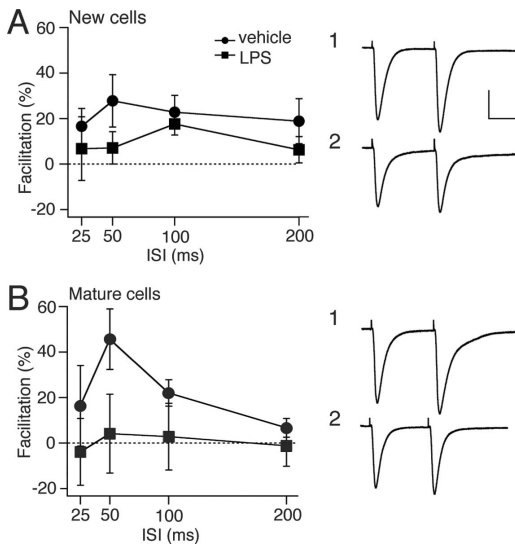 A
New cells
vehicle
LPS
Facilitation (%)
60
40
20
0
-20
25
50
100
200
ISI (ms)
1
2
B
Mature cells
Facilitation (%)
60
40
20
0
-20
25
50
100
200
ISI (ms)
1
2